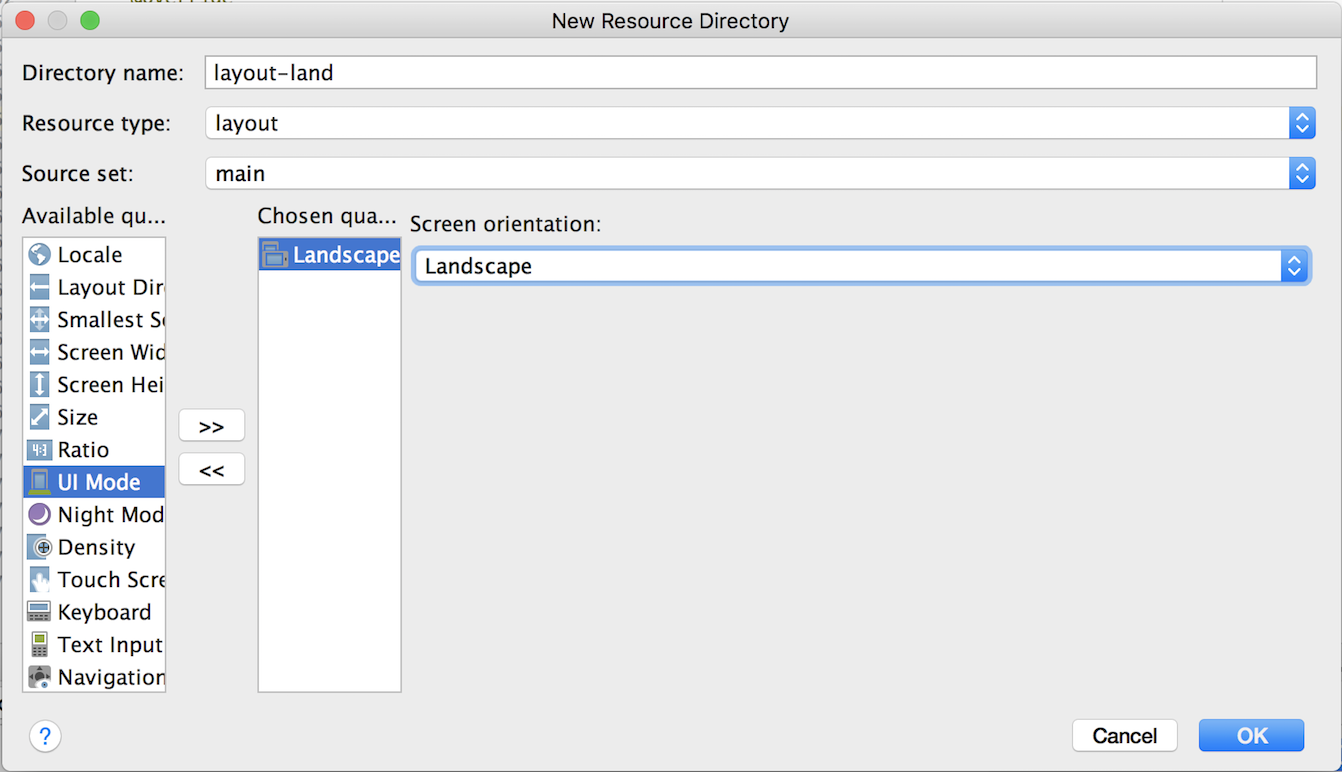 New Resource Directory
Directory name: layout-land
Resource type: layout
Source set: main
Available qu...
Locale
Layout Dir
Smallest Sc
Screen Wid
Screen Hei
Size
4:3 Ratio
UI Mode
Night Mod
Density
Touch Scre
Keyboard
Text Input
Navigation
>>
<<
Chosen qua...
Landscape
Screen orientation:
Landscape
?
Cancel
OK